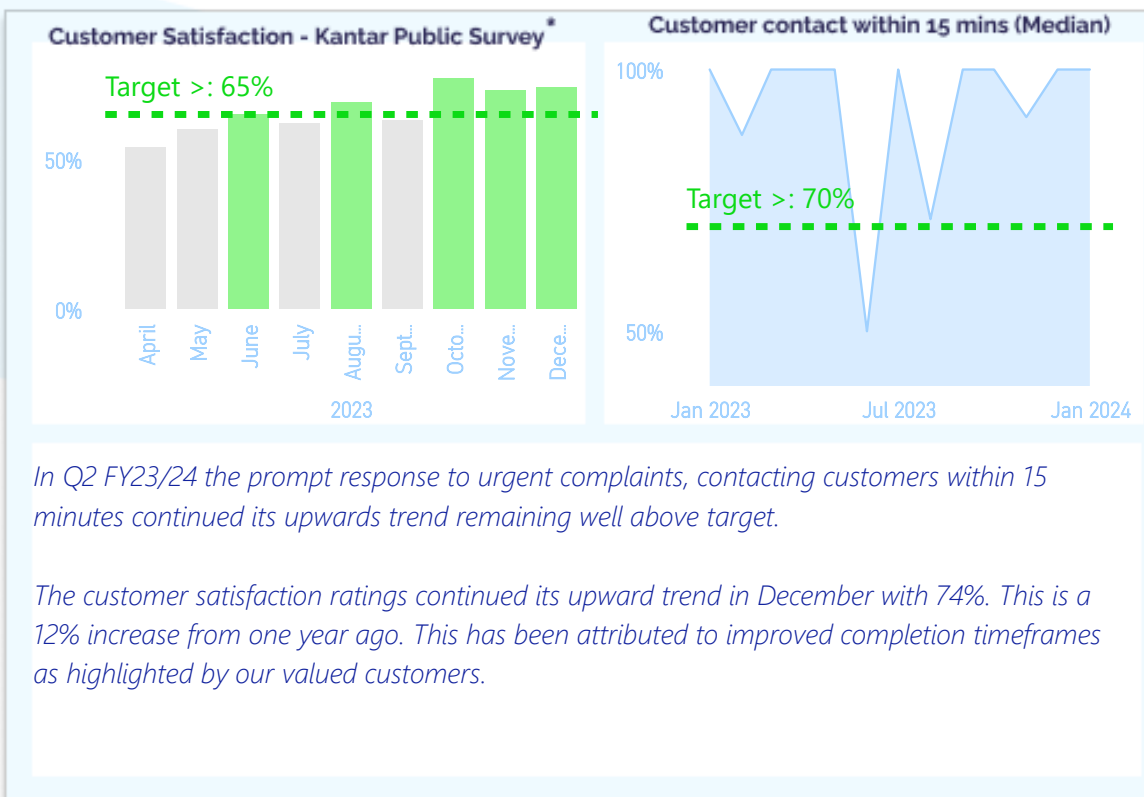 Customer Satisfaction - Kantar Public Survey*
Target >: 65%
50%
0%
April
May
June
July
Augu...
Sept...
Octo...
Nove...
Dece...
2023
Customer contact within 15 mins (Median)
100%
Target >: 70%
50%
Jan 2023
Jul 2023
Jan 2024
In Q2 FY23/24 the prompt response to urgent complaints, contacting customers within 15
minutes continued its upwards trend remaining well above target.
The customer satisfaction ratings continued its upward trend in December with 74%. This is a
12% increase from one year ago. This has been attributed to improved completion timeframes
as highlighted by our valued customers.